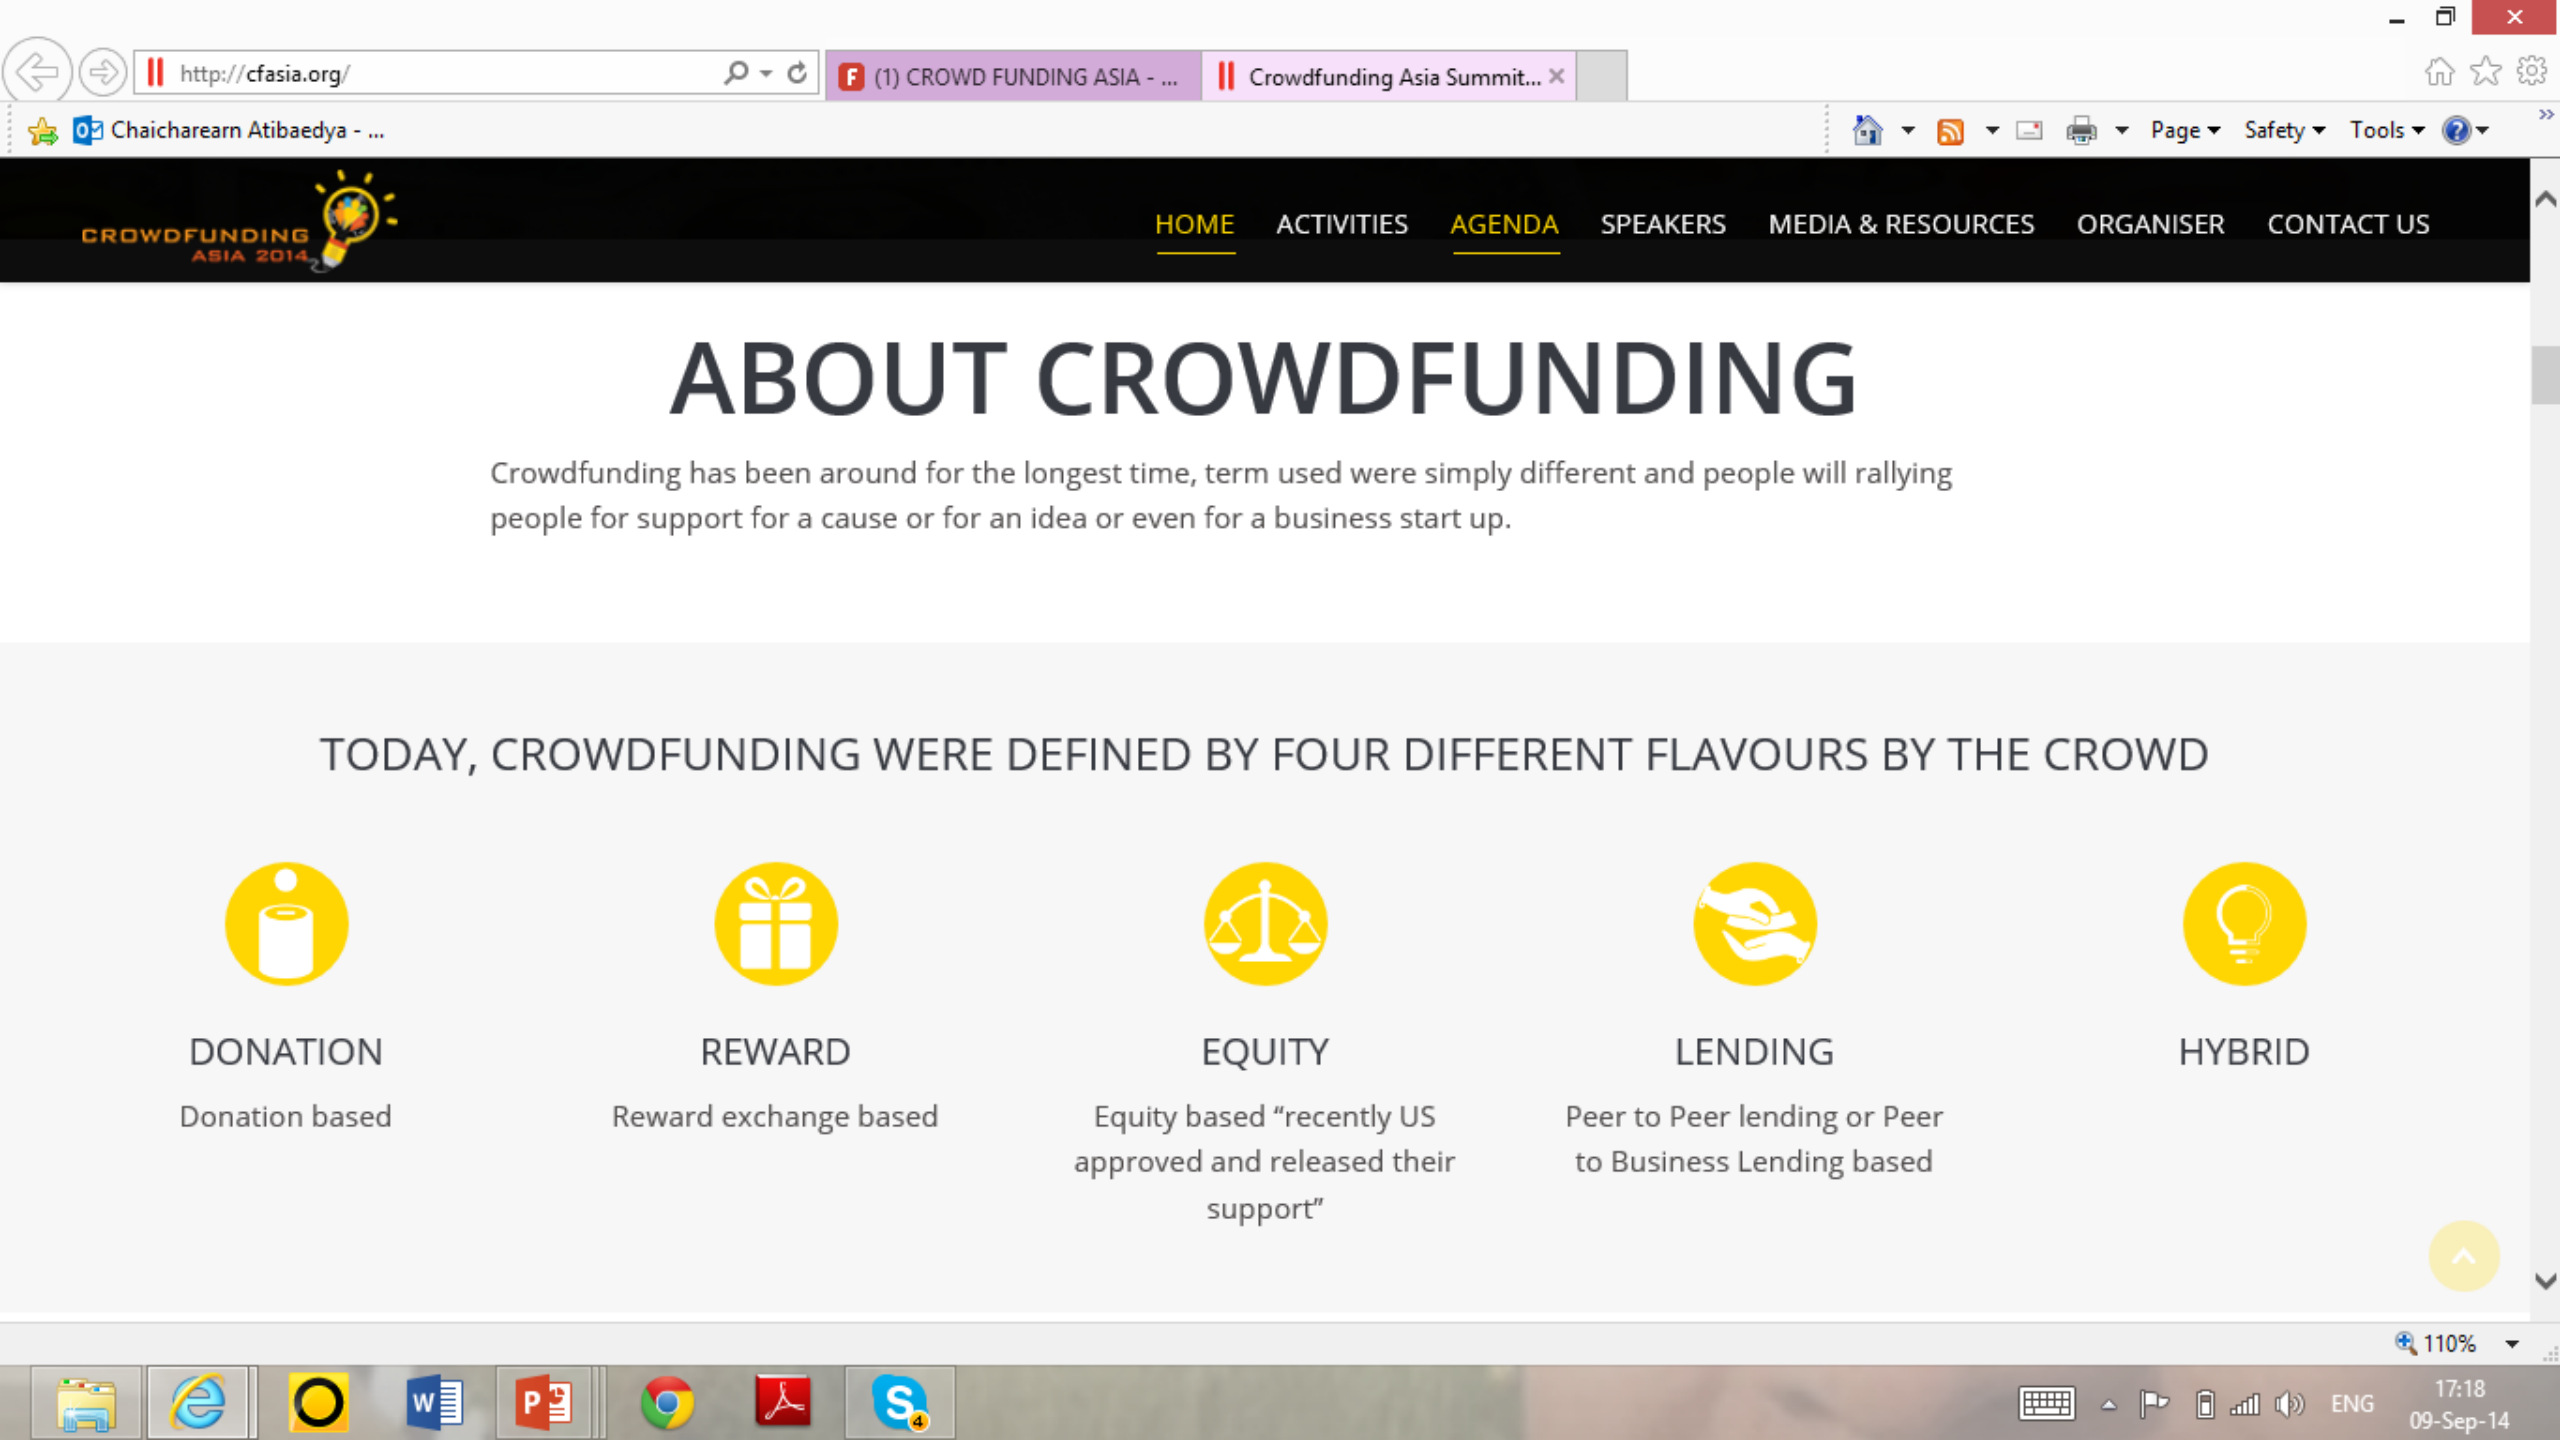 http://cfasia.org/
(1) CROWD FUNDING ASIA - ...
Crowdfunding Asia Summit...
Chaicharearn Atibaedya - ...
Page
Safety
Tools
CROWDFUNDING
ASIA 2014
HOME
ACTIVITIES
AGENDA
SPEAKERS
MEDIA & RESOURCES
ORGANISER
CONTACT US
ABOUT CROWDFUNDING
Crowdfunding has been around for the longest time, term used were simply different and people will rallying
people for support for a cause or for an idea or even for a business start up.
TODAY, CROWDFUNDING WERE DEFINED BY FOUR DIFFERENT FLAVOURS BY THE CROWD
DONATION
Donation based
REWARD
Reward exchange based
EQUITY
Equity based “recently US
approved and released their
support”
LENDING
Peer to Peer lending or Peer
to Business Lending based
HYBRID
110%
4
ENG
17:18
09-Sep-14